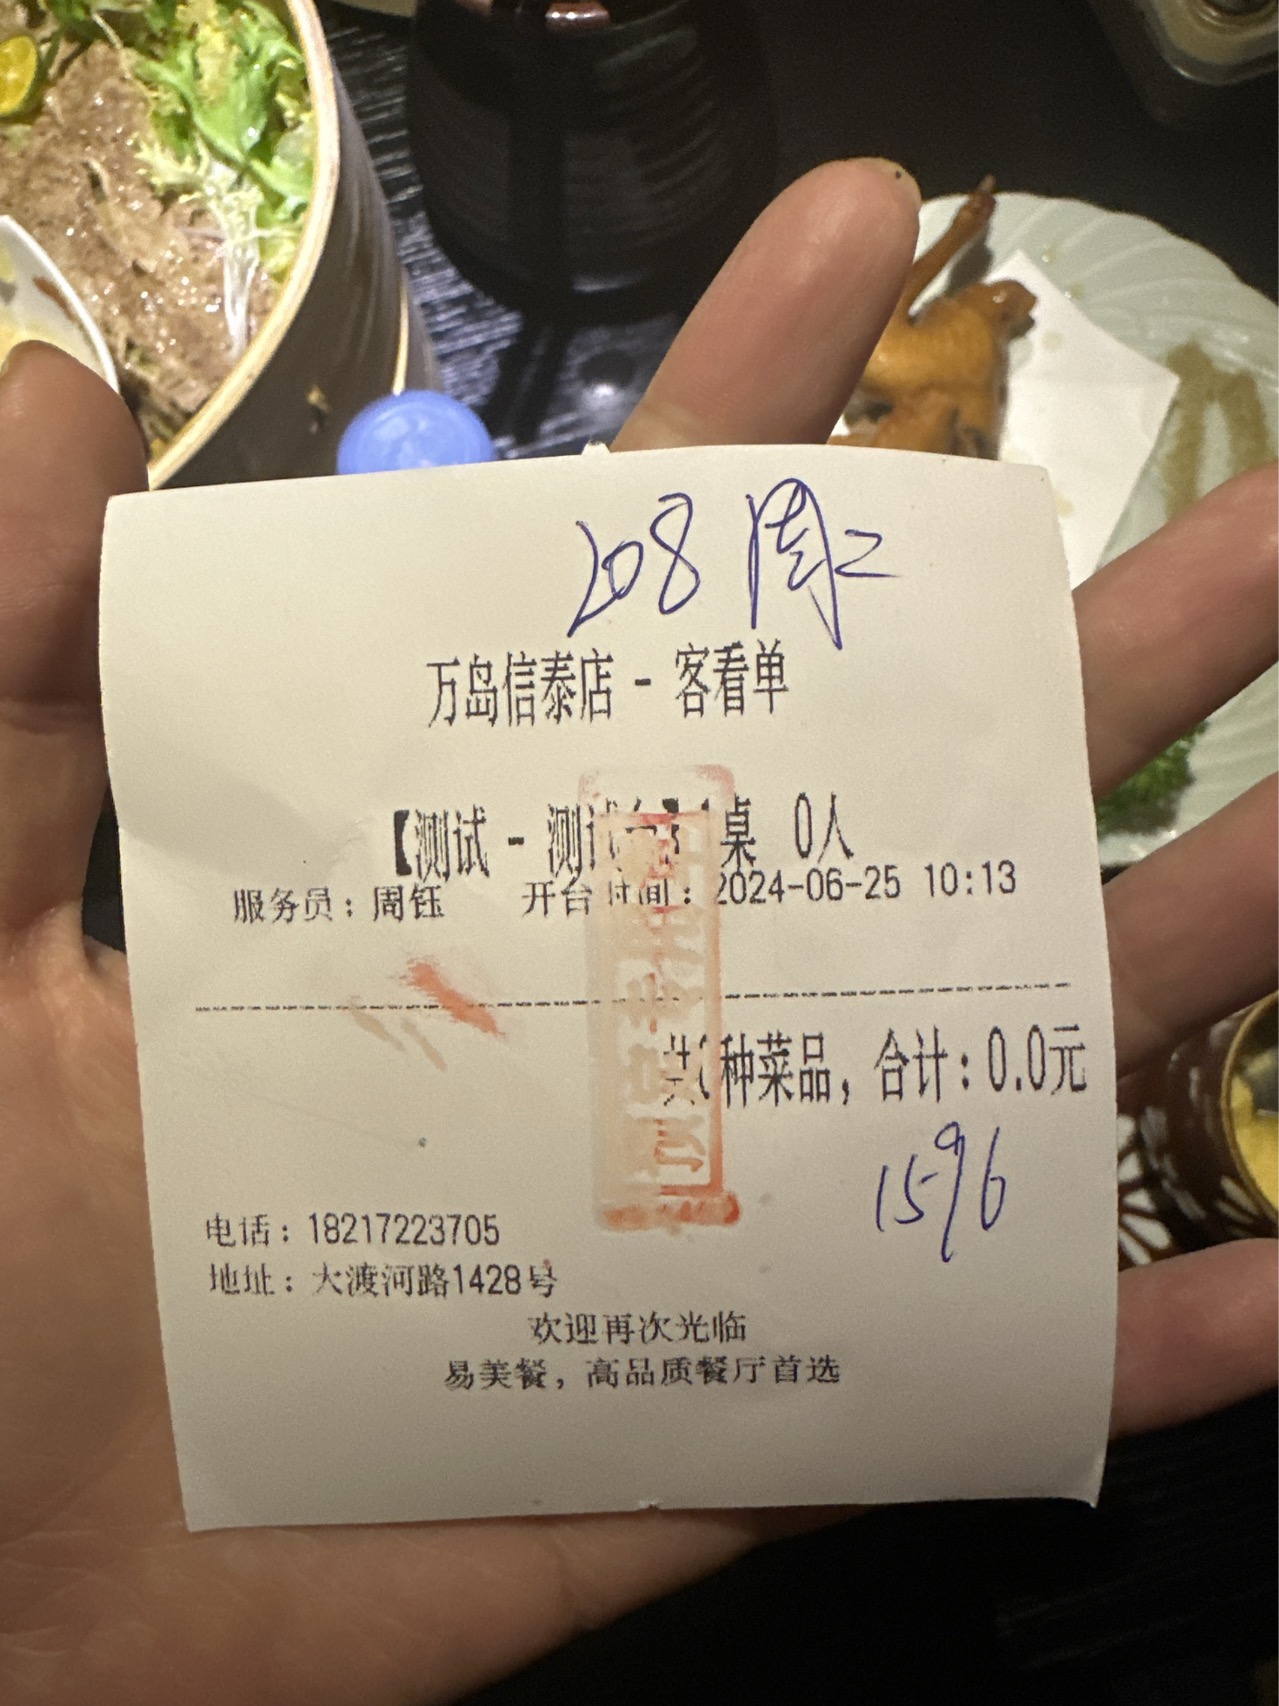 208 周二
万岛信泰店 - 客看单
【测试 - 测试 桌 0人
服务员：周钰 开台时间：2024-06-25 10:13
共 种菜品，合计：0.0元
1596
电话：18217223705
地址：大渡河路1428号
欢迎再次光临
易美餐，高品质餐厅首选